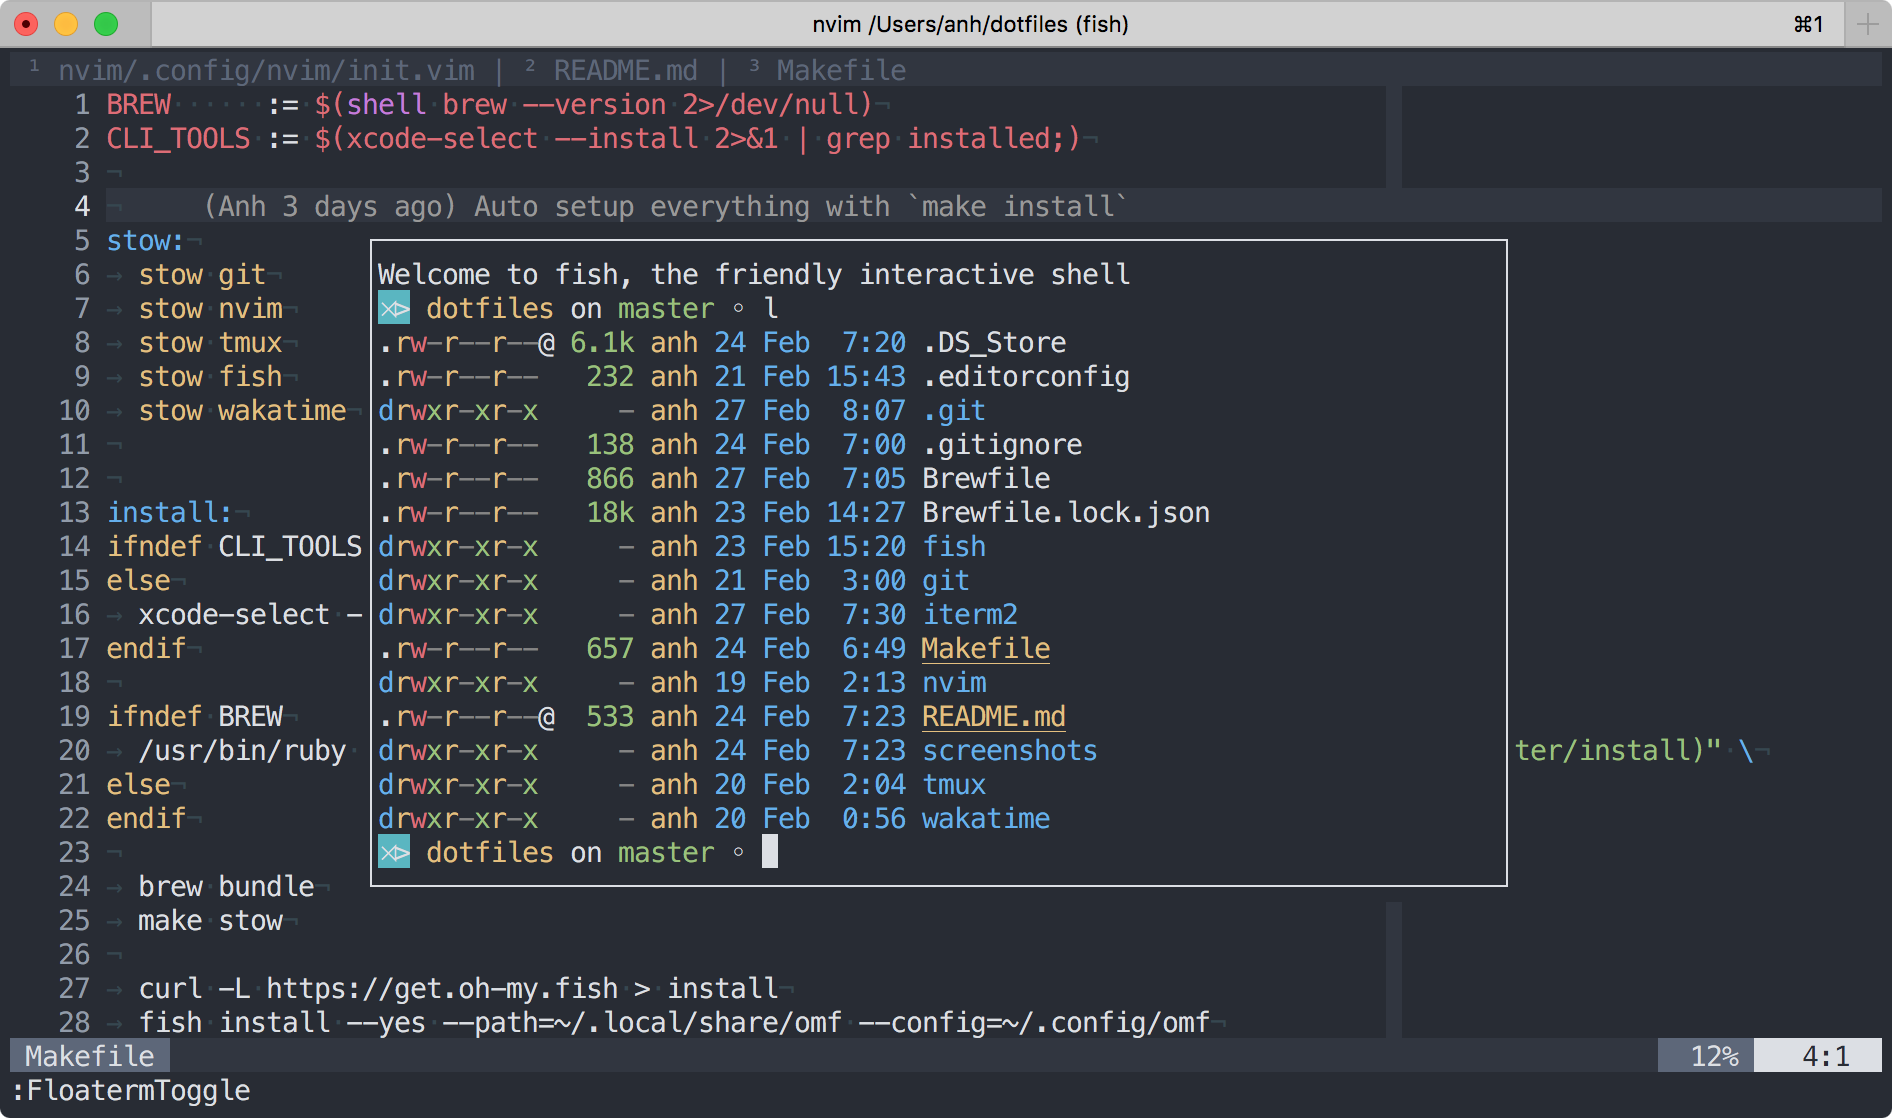 nvim /Users/anh/dotfiles (fish) ⌘1
¹ nvim/.config/nvim/init.vim | ² README.md | ³ Makefile
1 BREW······:=·$(shell·brew·--version·2>/dev/null)¬
2 CLI_TOOLS·:=·$(xcode-select·--install·2>&1·|·grep·installed;)¬
3 ¬
4 ¬ (Anh 3 days ago) Auto setup everything with `make install`
5 stow:¬
6 → stow·git¬
7 → stow·nvim¬
8 → stow·tmux¬
9 → stow·fish¬
10 → stow·wakatime¬
11 ¬
12 ¬
13 install:¬
14 ifndef·CLI_TOOLS
15 else¬
16 → xcode-select·-
17 endif¬
18 ¬
19 ifndef·BREW¬
20 → /usr/bin/ruby· ter/install)"·\¬
21 else¬
22 endif¬
23 ¬
24 → brew·bundle¬
25 → make·stow¬
26 ¬
27 → curl·-L·https://get.oh-my.fish·>·install¬
28 → fish·install·--yes·--path=~/.local/share/omf·--config=~/.config/omf¬
Welcome to fish, the friendly interactive shell
⋊> dotfiles on master ◦ l
.rw-r--r--@ 6.1k anh 24 Feb  7:20 .DS_Store
.rw-r--r--   232 anh 21 Feb 15:43 .editorconfig
drwxr-xr-x     - anh 27 Feb  8:07 .git
.rw-r--r--   138 anh 24 Feb  7:00 .gitignore
.rw-r--r--   866 anh 27 Feb  7:05 Brewfile
.rw-r--r--   18k anh 23 Feb 14:27 Brewfile.lock.json
drwxr-xr-x     - anh 23 Feb 15:20 fish
drwxr-xr-x     - anh 21 Feb  3:00 git
drwxr-xr-x     - anh 27 Feb  7:30 iterm2
.rw-r--r--   657 anh 24 Feb  6:49 Makefile
drwxr-xr-x     - anh 19 Feb  2:13 nvim
.rw-r--r--@  533 anh 24 Feb  7:23 README.md
drwxr-xr-x     - anh 24 Feb  7:23 screenshots
drwxr-xr-x     - anh 20 Feb  2:04 tmux
drwxr-xr-x     - anh 20 Feb  0:56 wakatime
⋊> dotfiles on master ◦
Makefile 12% 4:1
:FloatermToggle